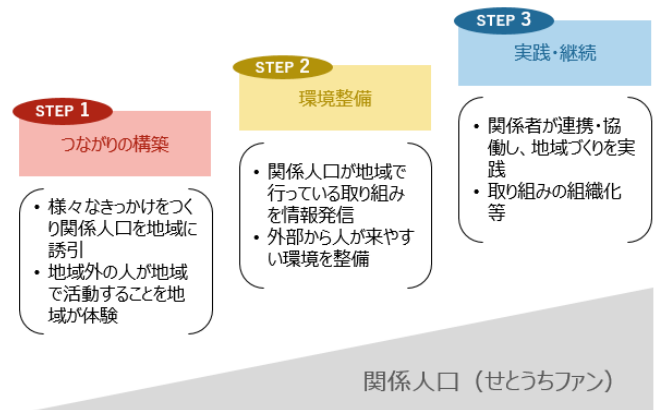 STEP 1
つながりの構築
• 様々なきっかけをつく
り関係人口を地域に
誘引
• 地域外の人が地域
で活動することを地
域が体験
STEP 2
環境整備
• 関係人口が地域で
行っている取り組み
を情報発信
• 外部から人が来やす
い環境を整備
STEP 3
実践・継続
• 関係者が連携・協
働し、地域づくりを実
践
• 取り組みの組織化
等
関係人口（せとうちファン）